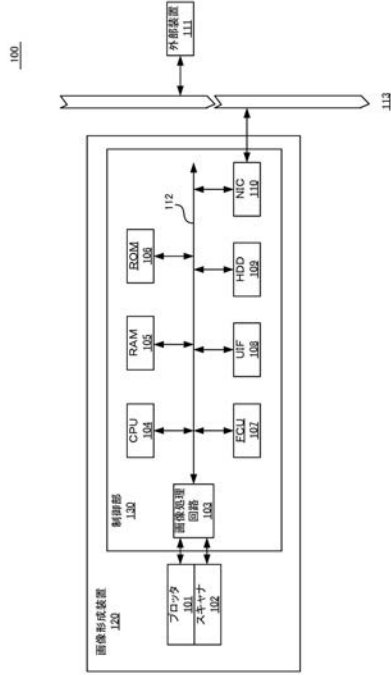 100
画像形成装置
120
制御部
130
プロッタ
101
スキャナ
102
画像処理
回路
103
CPU
104
RAM
105
ROM
106
112
ECU
107
UIF
108
HDD
109
NIC
110
外部装置
111
113